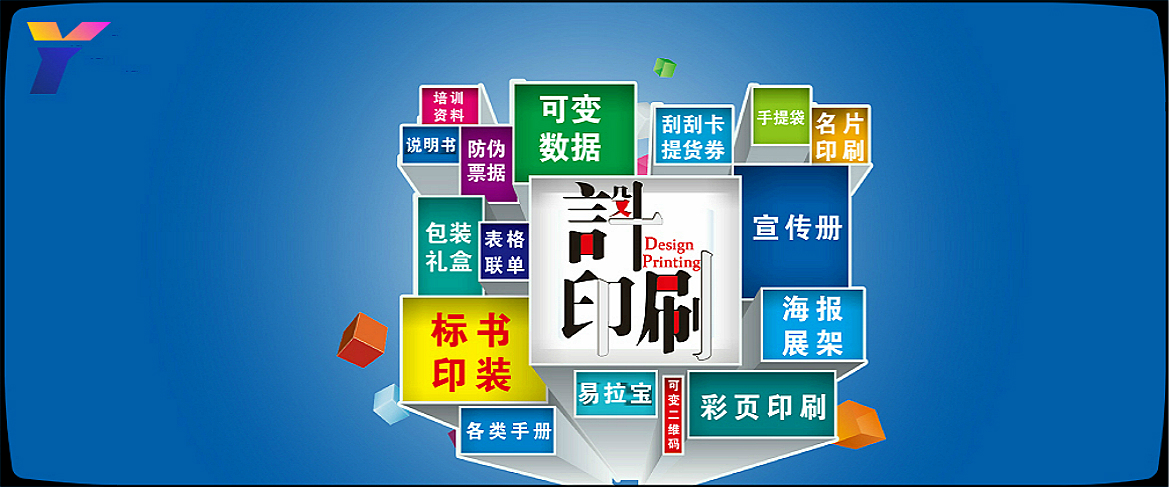 培训
资料
说明书
防伪
票据
可变
数据
刮刮卡
提货券
手提袋
名片
印刷
包装
礼盒
表格
联单
設計
Design
Printing
印刷
宣传册
标书
印装
海报
展架
易拉宝
可变二维码
彩页印刷
各类手册